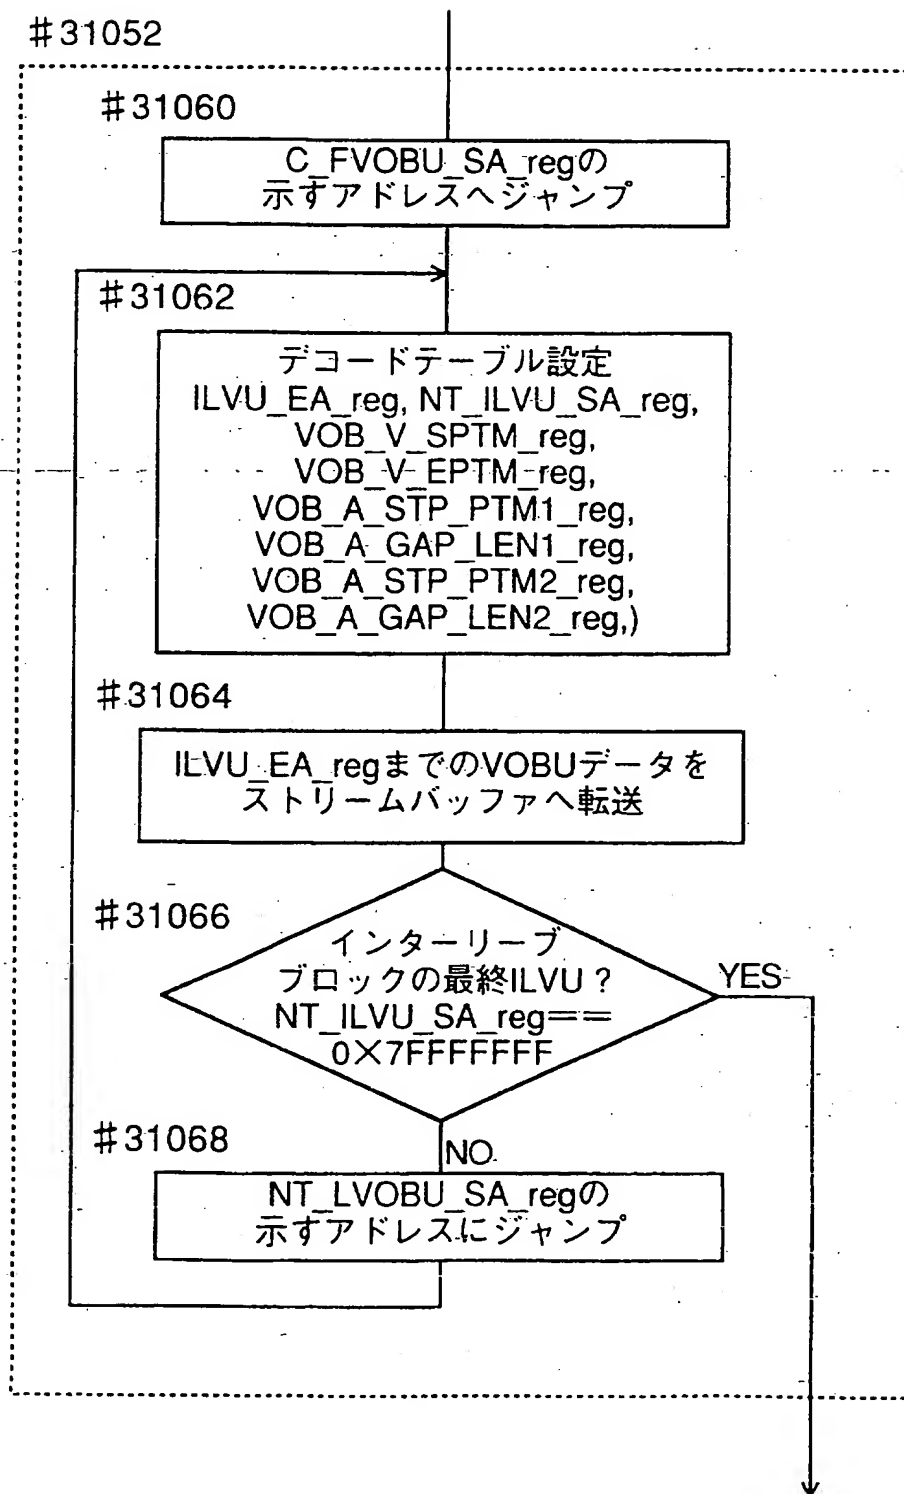 #31052
#31060
C_FVOBU_SA_regの
示すアドレスへジャンプ
#31062
デコードテーブル設定
ILVU_EA_reg, NT_ILVU_SA_reg,
VOB_V_SPTM_reg,
VOB_V_EPTM_reg,
VOB_A_STP_PTM1_reg,
VOB_A_GAP_LEN1_reg,
VOB_A_STP_PTM2_reg,
VOB_A_GAP_LEN2_reg,)
#31064
ILVU_EA_regまでのVOBUデータを
ストリームバッファへ転送
#31066
インターリーブ
ブロックの最終ILVU？
NT_ILVU_SA_reg==
0×7FFFFFFF
YES
#31068
NO
NT_LVOBU_SA_regの
示すアドレスにジャンプ